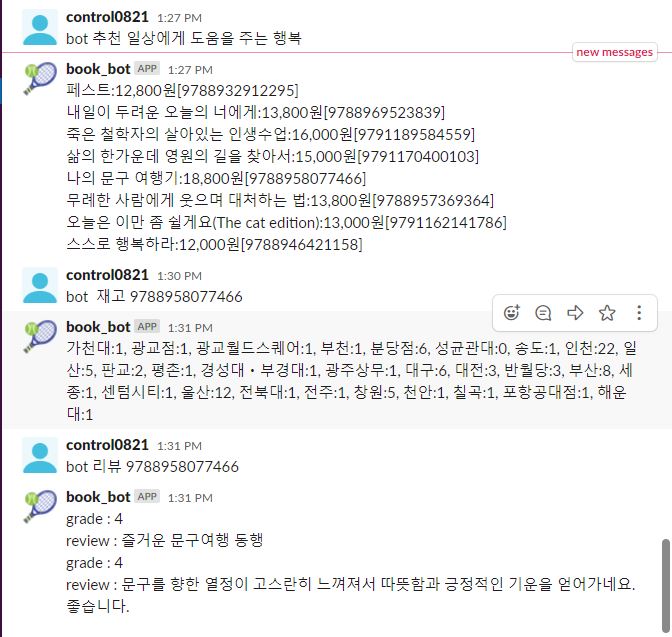 control0821 1:27 PM
bot 추천 일상에게 도움을 주는 행복
new messages
book_bot APP 1:27 PM
페스트:12,800원[9788932912295]
내일이 두려운 오늘의 너에게:13,800원[9788969523839]
죽은 철학자의 살아있는 인생수업:16,000원[9791189584559]
삶의 한가운데 영원의 길을 찾아서:15,000원[9791170400103]
나의 문구 여행기:18,800원[9788958077466]
무례한 사람에게 웃으며 대처하는 법:13,800원[9788957369364]
오늘은 이만 좀 쉴게요(The cat edition):13,000원[9791162141786]
스스로 행복하라:12,000원[9788946421158]
control0821 1:30 PM
bot 재고 9788958077466
book_bot APP 1:31 PM
가천대:1, 광교점:1, 광교월드스퀘어:1, 부천:1, 분당점:6, 성균관대:0, 송도:1, 인천:22, 일
산:5, 판교:2, 평촌:1, 경성대・부경대:1, 광주상무:1, 대구:6, 대전:3, 반월당:3, 부산:8, 세
종:1, 센텀시티:1, 울산:12, 전북대:1, 전주:1, 창원:5, 천안:1, 칠곡:1, 포항공대점:1, 해운
대:1
control0821 1:31 PM
bot 리뷰 9788958077466
book_bot APP 1:31 PM
grade : 4
review : 즐거운 문구여행 동행
grade : 4
review : 문구를 향한 열정이 고스란히 느껴져서 따뜻함과 긍정적인 기운을 얻어가네요.
좋습니다.